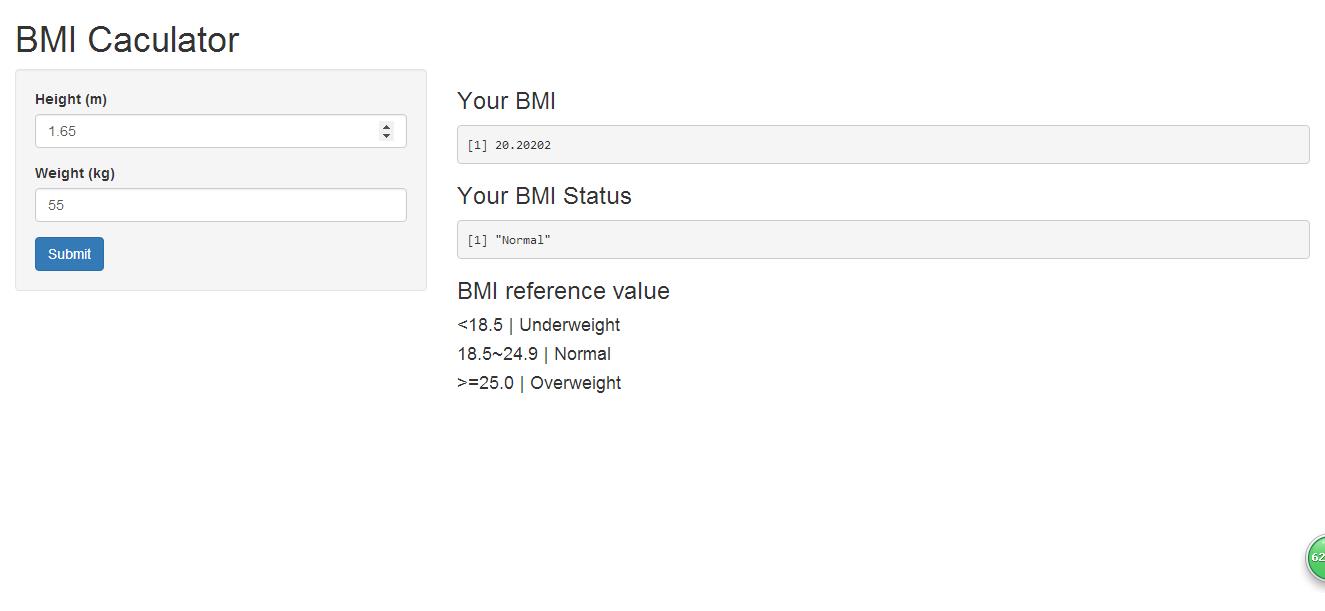 BMI Caculator
Height (m)
1.65
Weight (kg)
55
Submit
Your BMI
[1] 20.20202
Your BMI Status
[1] "Normal"
BMI reference value
<18.5 | Underweight
18.5~24.9 | Normal
>=25.0 | Overweight
62